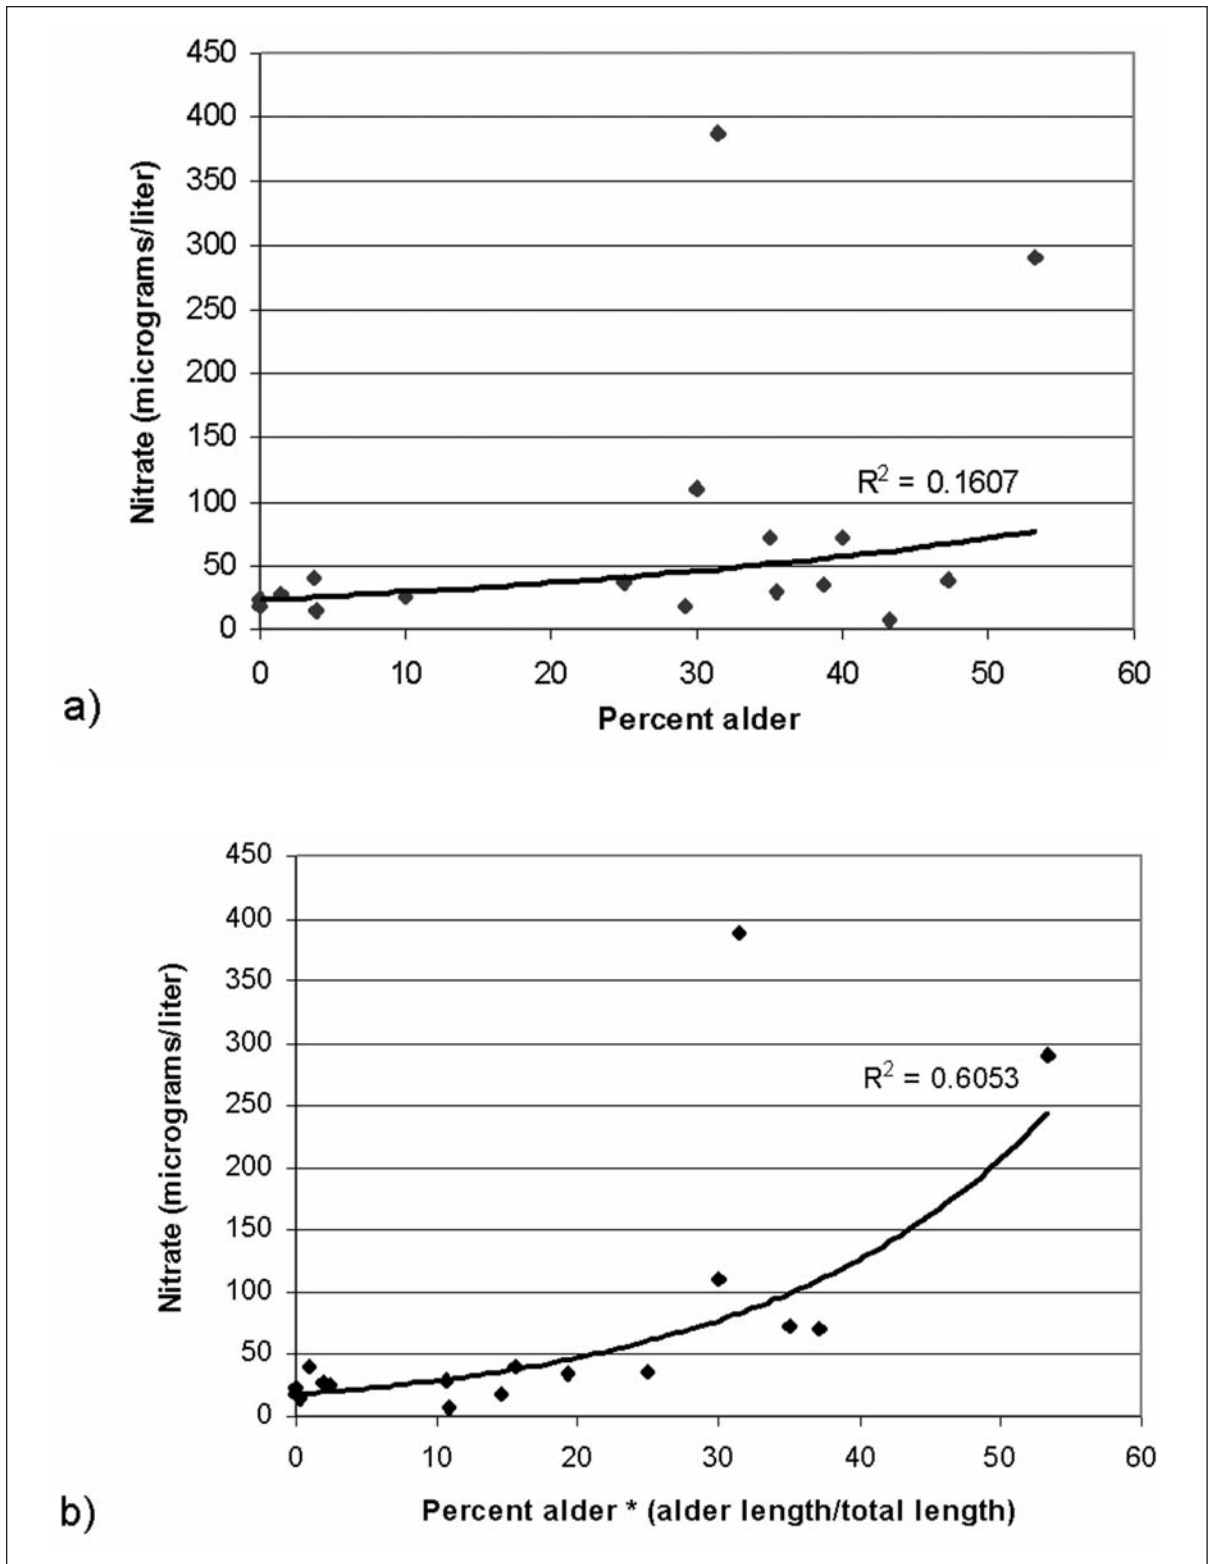 450
400
350
300
250
200
150
100
50
0
Nitrate (micrograms/liter)
R² = 0.1607
0 10 20 30 40 50 60
Percent alder
a)
450
400
350
300
250
200
150
100
50
0
Nitrate (micrograms/liter)
R² = 0.6053
0 10 20 30 40 50 60
Percent alder * (alder length/total length)
b)